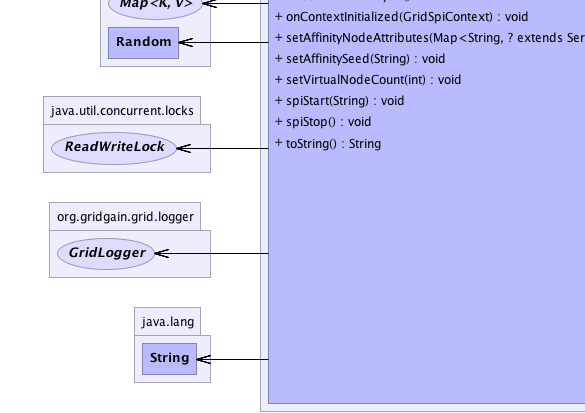 Map<K, V>
Random
java.util.concurrent.locks
ReadWriteLock
org.gridgain.grid.logger
GridLogger
java.lang
String
+ onContextInitialized(GridSpiContext) : void
+ setAffinityNodeAttributes(Map<String, ? extends Ser
+ setAffinitySeed(String) : void
+ setVirtualNodeCount(int) : void
+ spiStart(String) : void
+ spiStop() : void
+ toString() : String